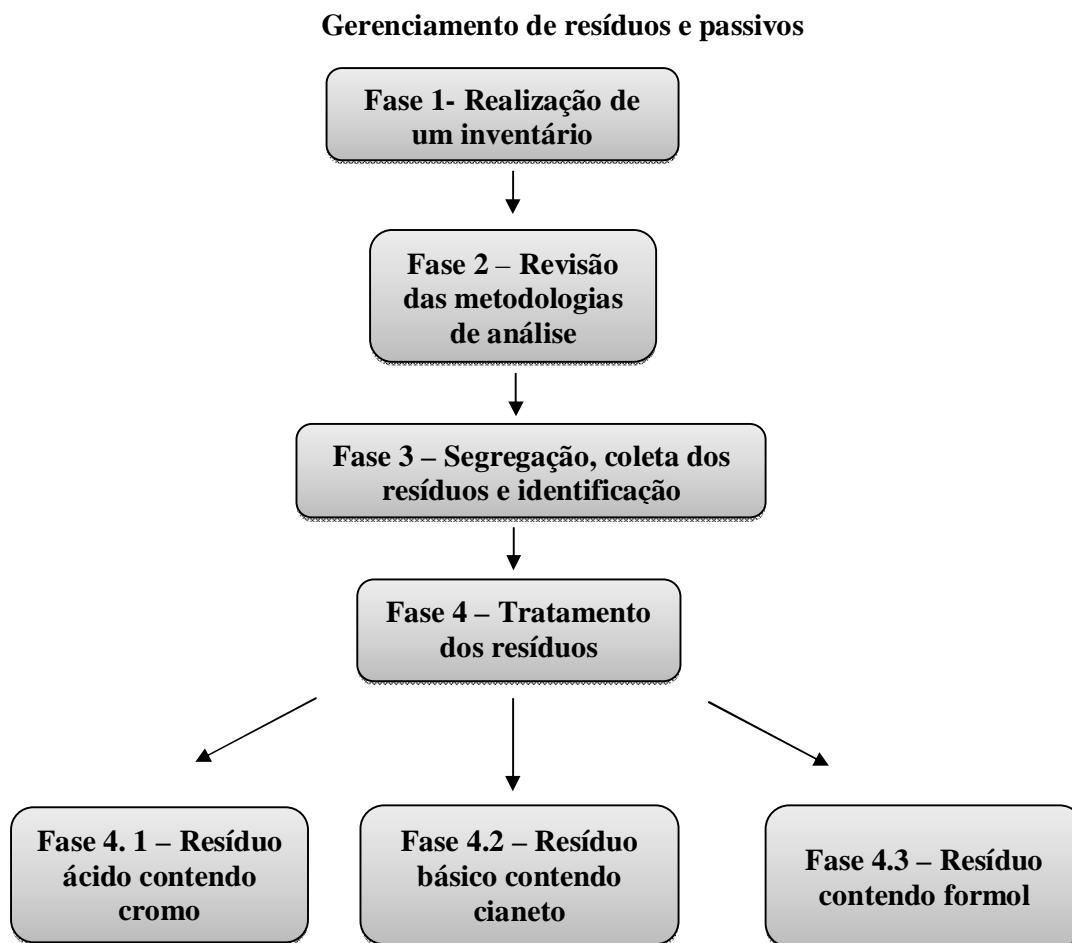 Gerenciamento de resíduos e passivos
Fase 1- Realização de
um inventário
Fase 2 – Revisão
das metodologias
de análise
Fase 3 – Segregação, coleta dos
resíduos e identificação
Fase 4 – Tratamento
dos resíduos
Fase 4. 1 – Resíduo
ácido contendo
cromo
Fase 4.2 – Resíduo
básico contendo
cianeto
Fase 4.3 – Resíduo
contendo formol